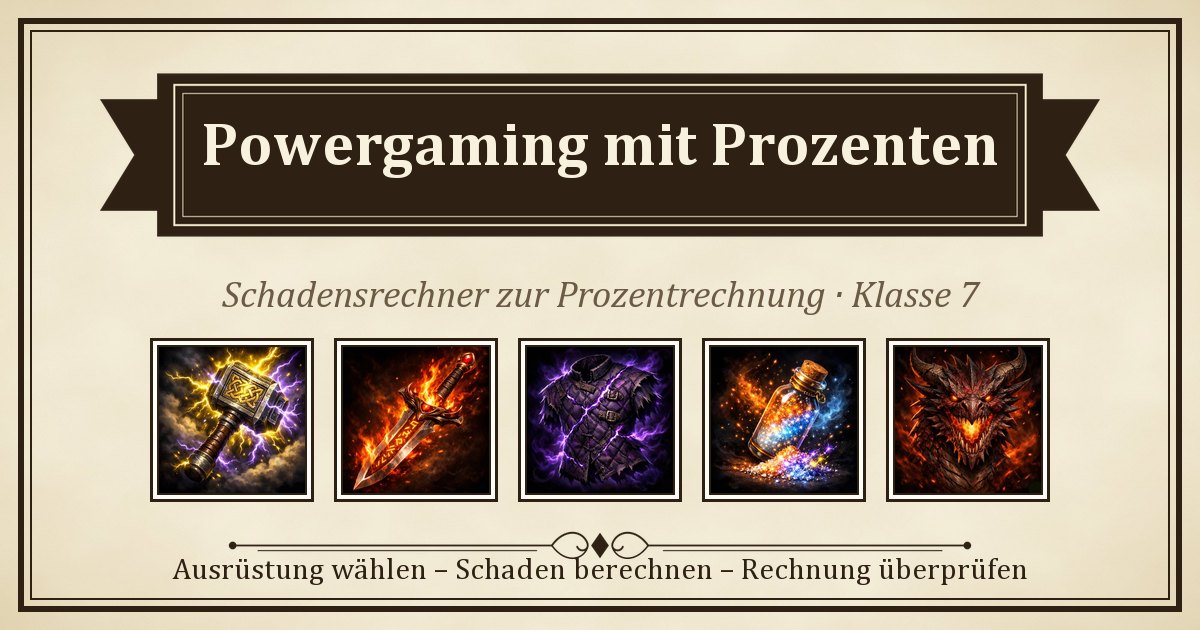 Powergaming mit Prozenten
Schadensrechner zur Prozentrechnung · Klasse 7
Ausrüstung wählen – Schaden berechnen – Rechnung überprüfen